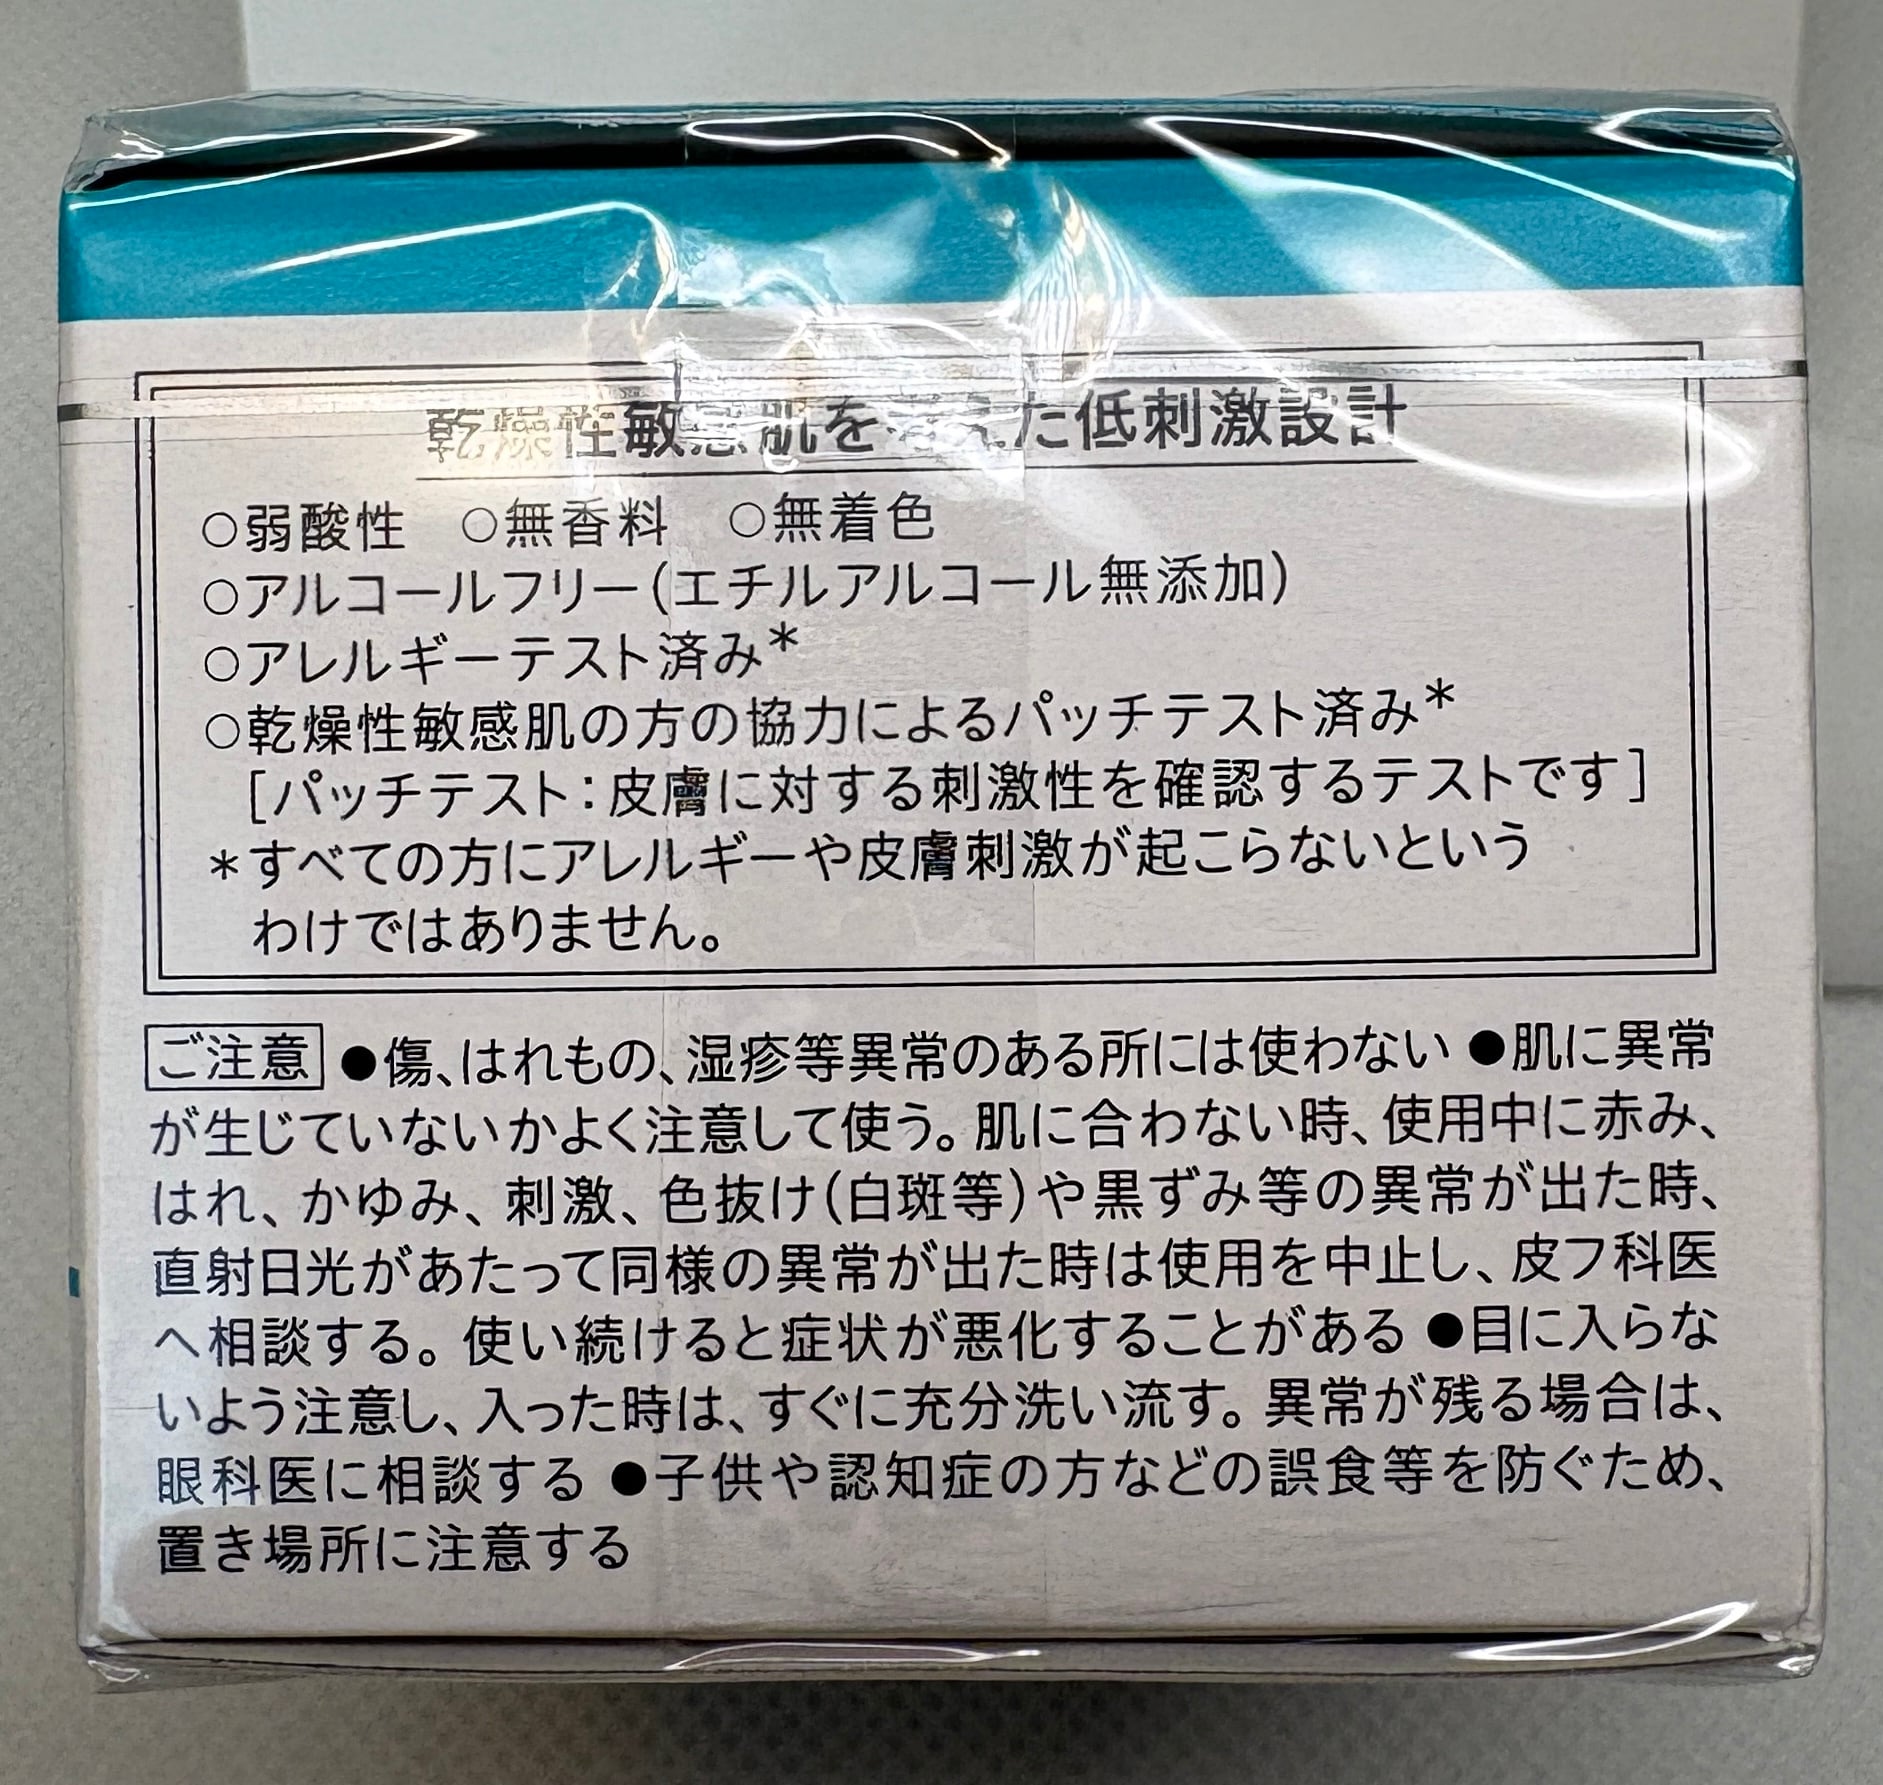 乾燥性敏感肌を考えた低刺激設計
○弱酸性 ○無香料 ○無着色
○アルコールフリー(エチルアルコール無添加)
○アレルギーテスト済み*
○乾燥性敏感肌の方の協力によるパッチテスト済み*
[パッチテスト:皮膚に対する刺激性を確認するテストです]
*すべての方にアレルギーや皮膚刺激が起こらないという
わけではありません。
ご注意 ●傷、はれもの、湿疹等異常のある所には使わない ●肌に異常
が生じていないかよく注意して使う。肌に合わない時、使用中に赤み、
はれ、かゆみ、刺激、色抜け(白斑等)や黒ずみ等の異常が出た時、
直射日光があたって同様の異常が出た時は使用を中止し、皮フ科医
へ相談する。使い続けると症状が悪化することがある ●目に入らな
いよう注意し、入った時は、すぐに充分洗い流す。異常が残る場合は、
眼科医に相談する ●子供や認知症の方などの誤食等を防ぐため、
置き場所に注意する